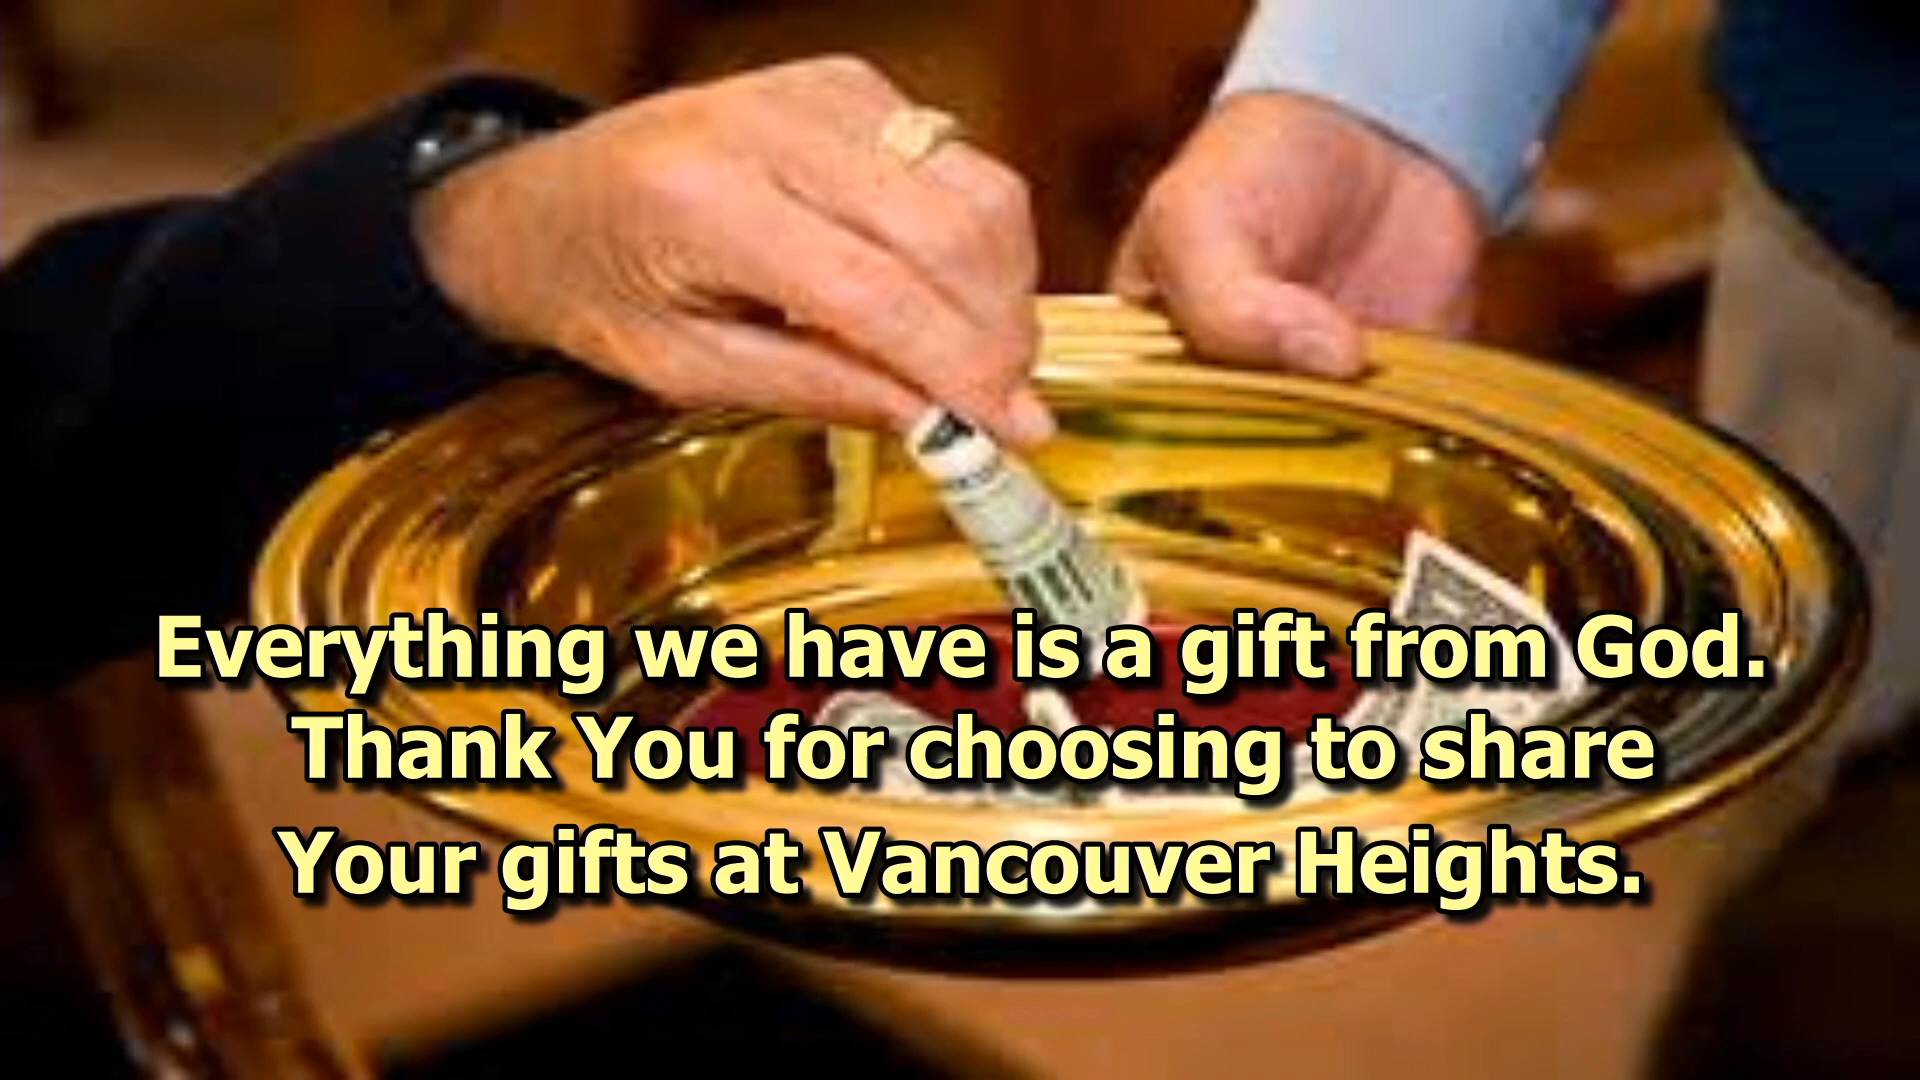 Everything we have is a gift from God.
Thank You for choosing to share
Your gifts at Vancouver Heights.